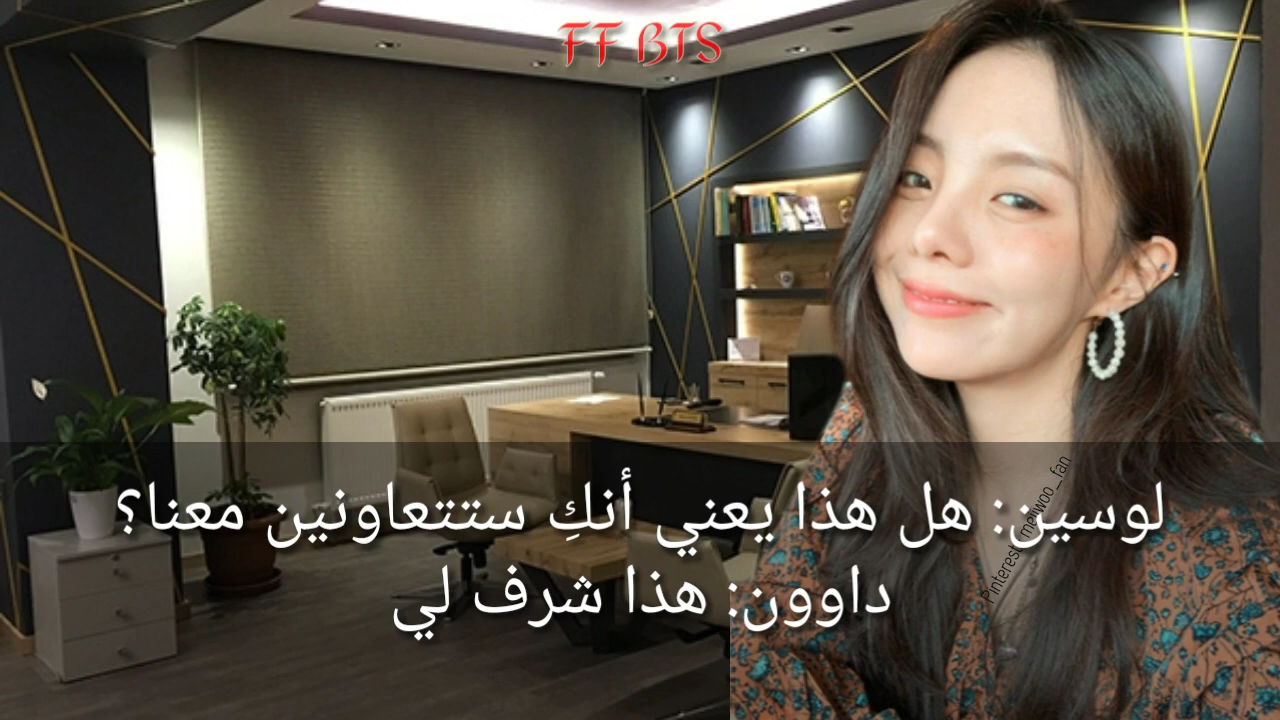 FF BTS
لوسين: هل هذا يعني أنكِ ستتعاونين معنا؟
داوون: هذا شرف لي